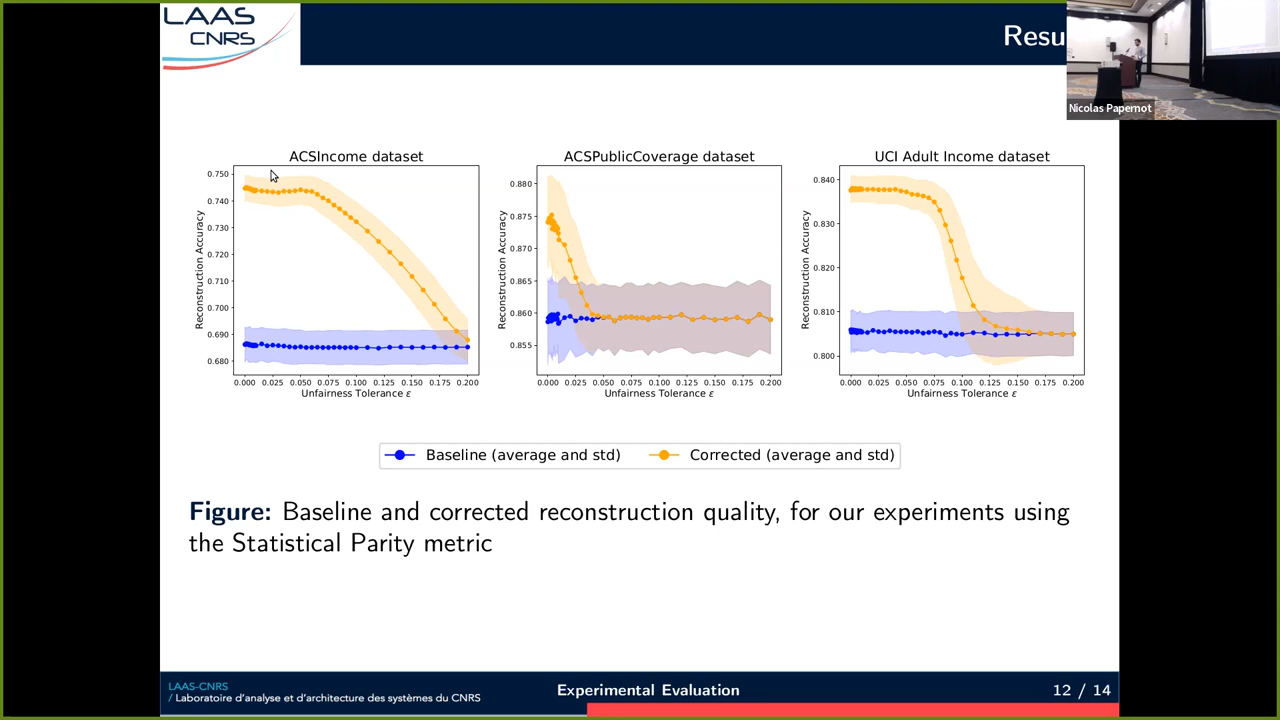 LAAS
CNRS
Resu
Nicolas Papernot
ACSIncome dataset
0.750
0.740
0.730
0.720
0.710
0.700
0.690
0.680
Reconstruction Accuracy
0.000 0.025 0.050 0.075 0.100 0.125 0.150 0.175 0.200
Unfairness Tolerance ε
ACSPublicCoverage dataset
0.880
0.875
0.870
0.865
0.860
0.855
Reconstruction Accuracy
0.000 0.025 0.050 0.075 0.100 0.125 0.150 0.175 0.200
Unfairness Tolerance ε
UCI Adult Income dataset
0.840
0.830
0.820
0.810
0.800
Reconstruction Accuracy
0.000 0.025 0.050 0.075 0.100 0.125 0.150 0.175 0.200
Unfairness Tolerance ε
Baseline (average and std) Corrected (average and std)
Figure: Baseline and corrected reconstruction quality, for our experiments using
the Statistical Parity metric
LAAS-CNRS
/ Laboratoire d'analyse et d'architecture des systèmes du CNRS
Experimental Evaluation
12 / 14